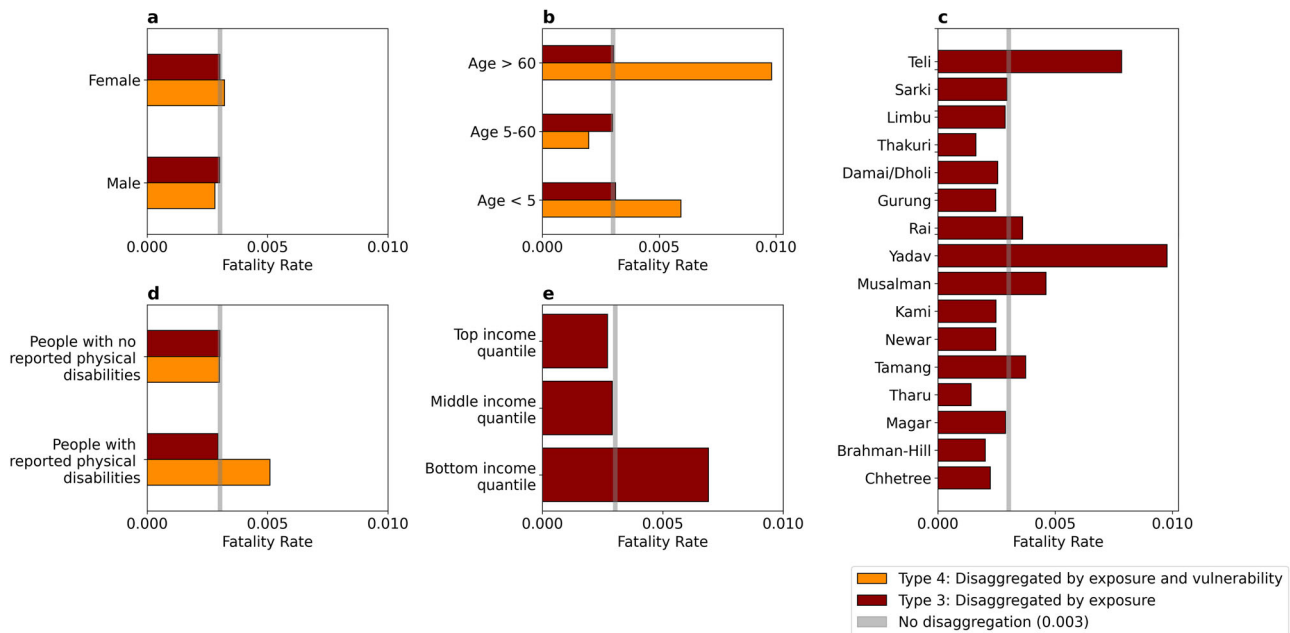 a
Female
Male
0.000
0.005
0.010
Fatality Rate
b
Age > 60
Age 5-60
Age < 5
0.000
0.005
0.010
Fatality Rate
c
Teli
Sarki
Limbu
Thakuri
Damai/Dholi
Gurung
Rai
Yadav
Musalman
Kami
Newar
Tamang
Tharu
Magar
Brahman-Hill
Chhetree
0.000
0.005
0.010
Fatality Rate
d
People with no
reported physical
disabilities
People with
reported physical
disabilities
0.000
0.005
0.010
Fatality Rate
e
Top income
quantile
Middle income
quantile
Bottom income
quantile
0.000
0.005
0.010
Fatality Rate
Type 4: Disaggregated by exposure and vulnerability
Type 3: Disaggregated by exposure
No disaggregation (0.003)